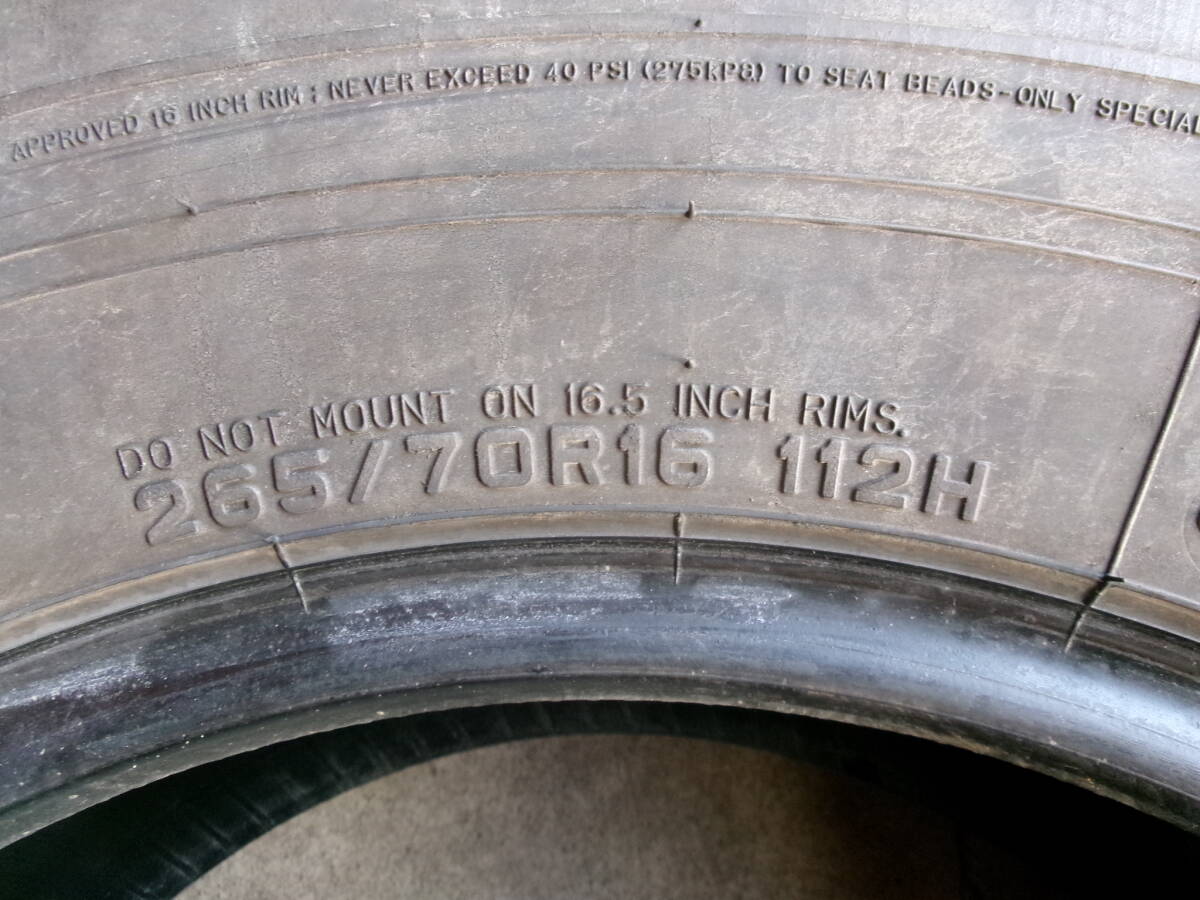 APPROVED 16 INCH RIM ; NEVER EXCEED 40 PSI (275KPa) TO SEAT BEADS-ONLY SPECIAL
DO NOT MOUNT ON 16.5 INCH RIMS.
265/70R16 112H